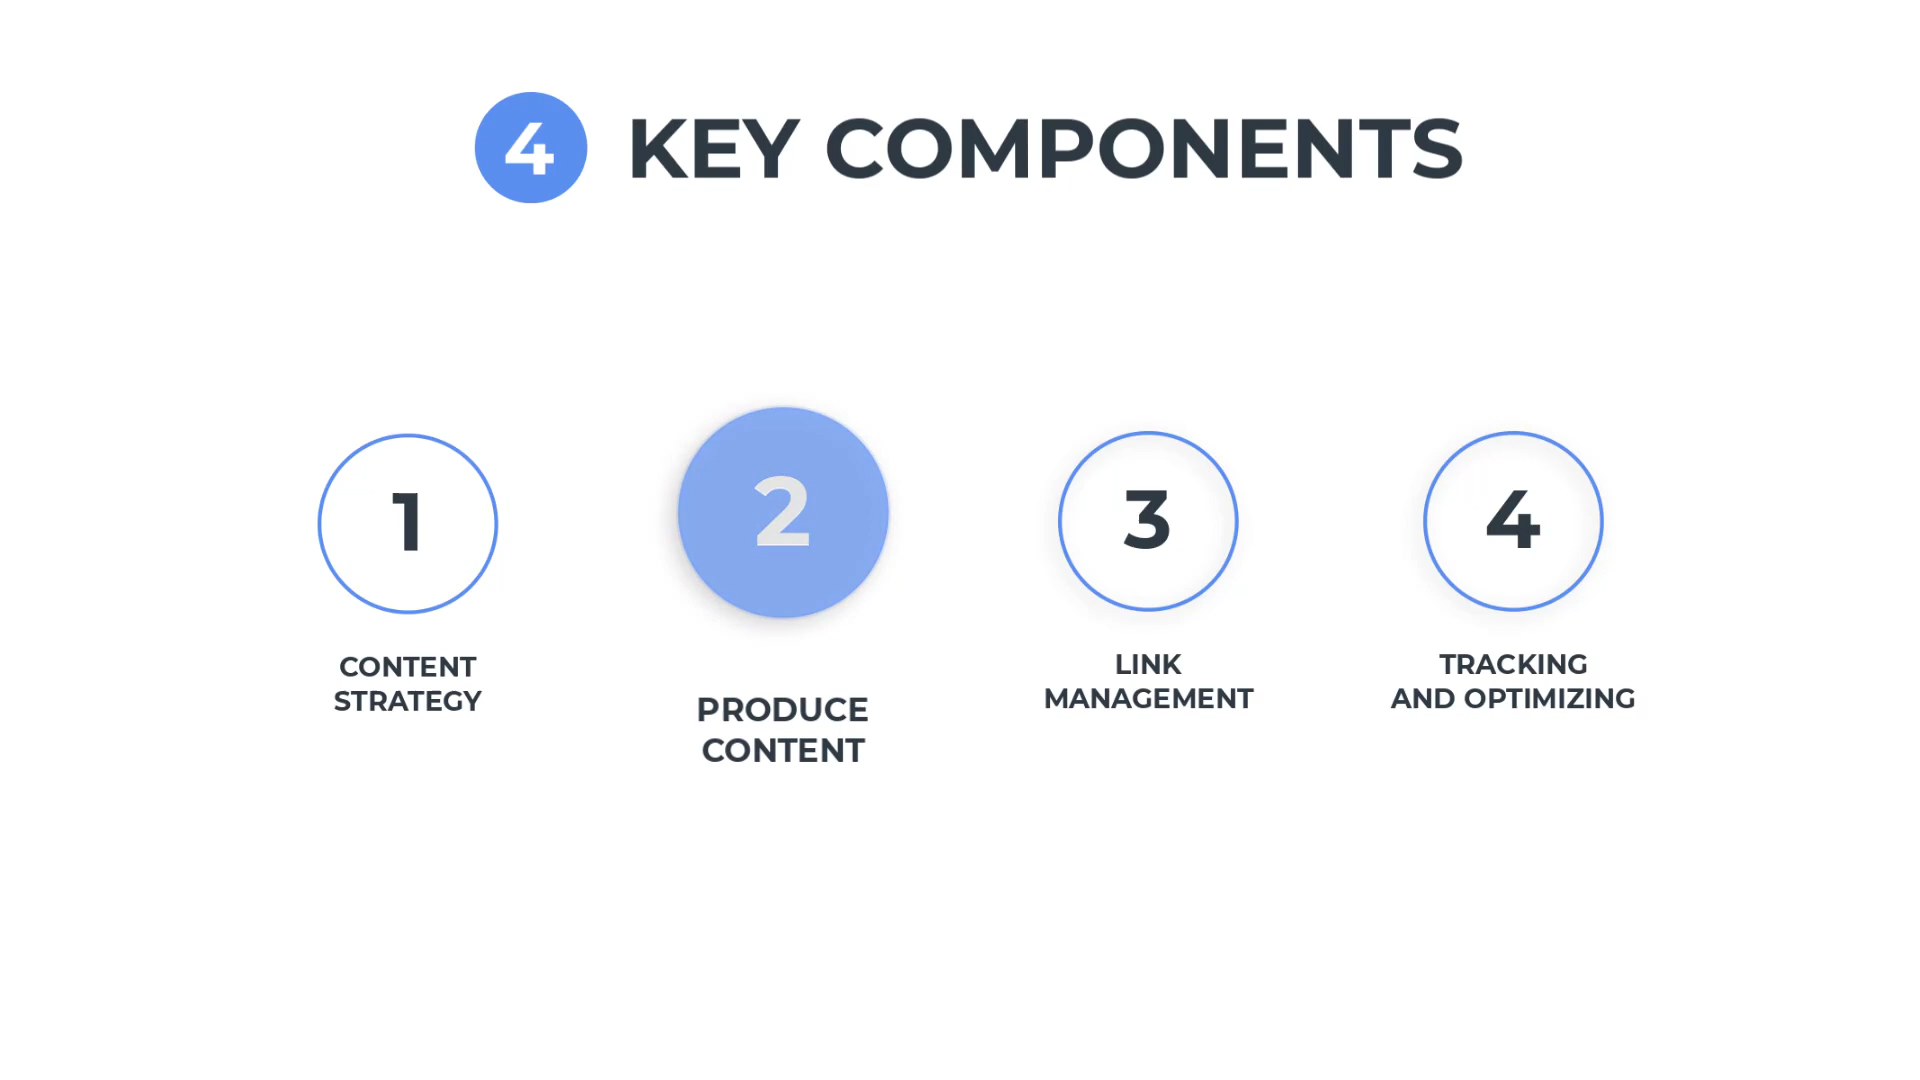 4 KEY COMPONENTS
1
CONTENT
STRATEGY
2
PRODUCE
CONTENT
3
LINK
MANAGEMENT
4
TRACKING
AND OPTIMIZING